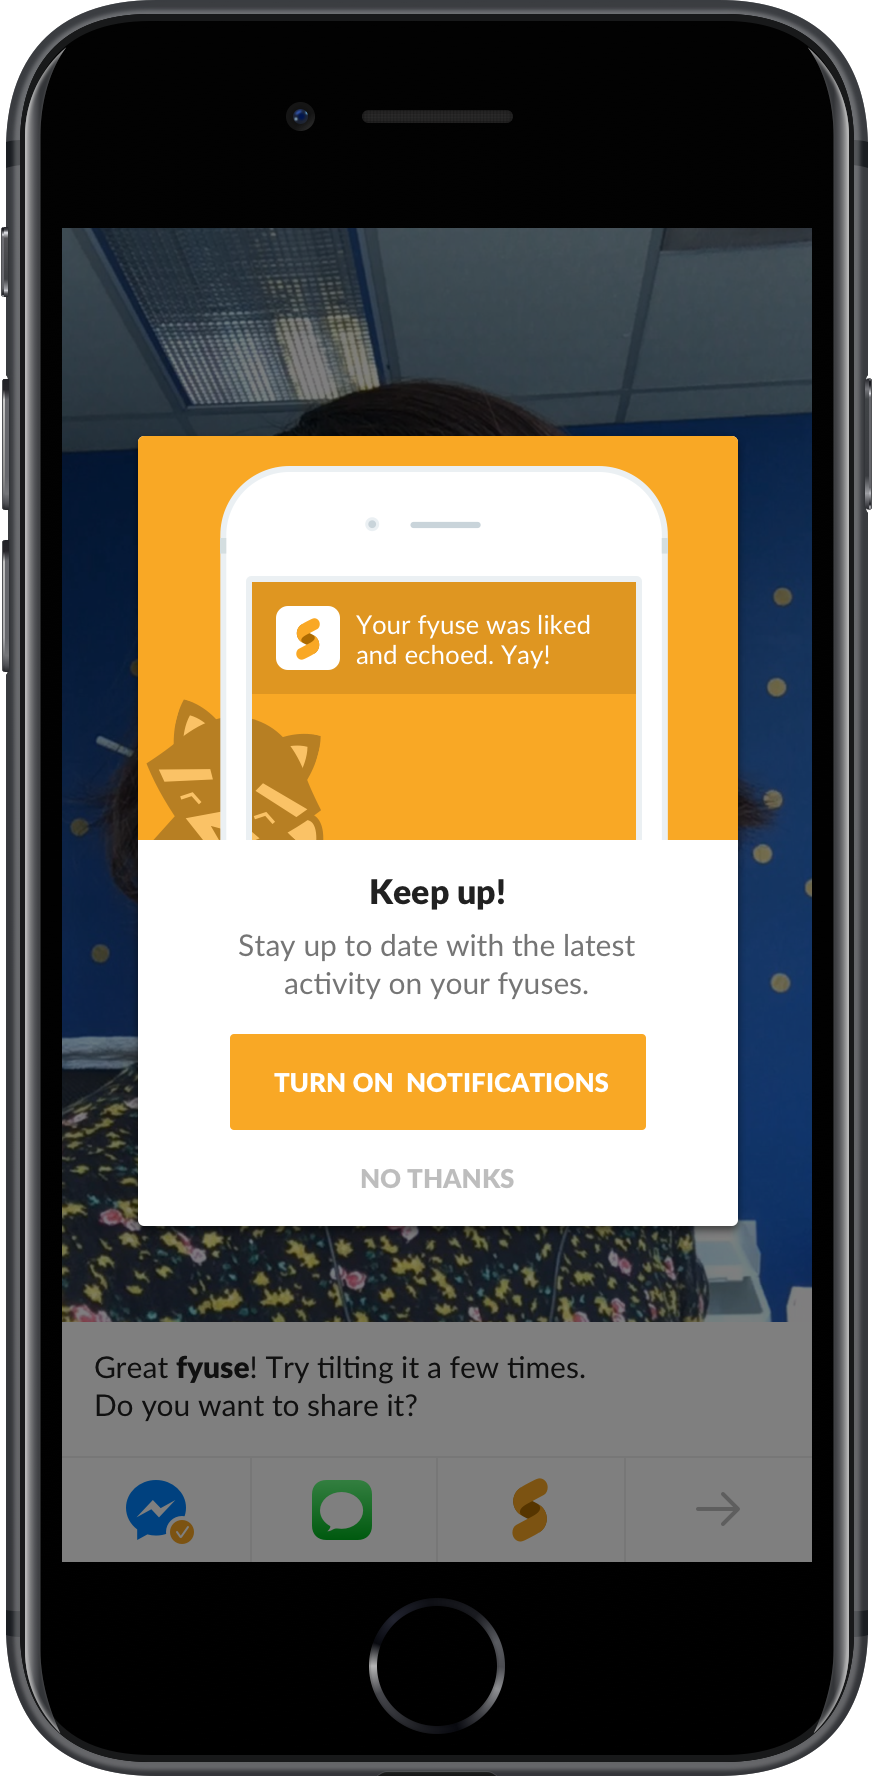 Your fyuse was liked
and echoed. Yay!
Keep up!
Stay up to date with the latest
activity on your fyuses.
TURN ON NOTIFICATIONS
NO THANKS
Great fyuse! Try tilting it a few times.
Do you want to share it?